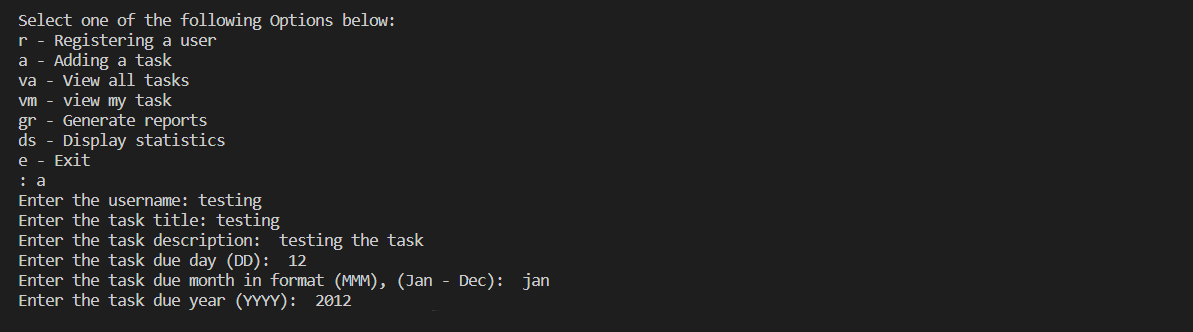 Select one of the following Options below:
r - Registering a user
a - Adding a task
va - View all tasks
vm - view my task
gr - Generate reports
ds - Display statistics
e - Exit
: a
Enter the username: testing
Enter the task title: testing
Enter the task description:  testing the task
Enter the task due day (DD):  12
Enter the task due month in format (MMM), (Jan - Dec):  jan
Enter the task due year (YYYY):  2012